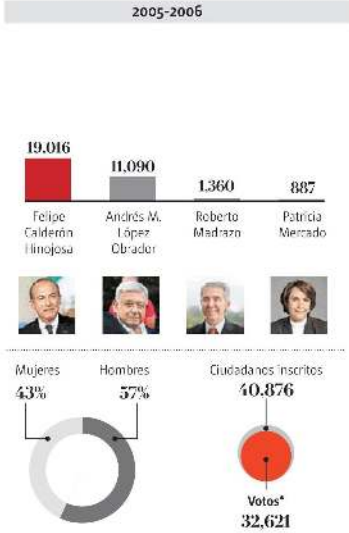 2005-2006
19.016
11,090
1,360
887
Felipe
Calderón
Hinojosa
Andrés M.
López
Obrador
Roberto
Madrazo
Patricia
Mercado
Mujeres
43%
Hombres
57%
Ciudadanos inscritos
40.876
Votos*
32,621